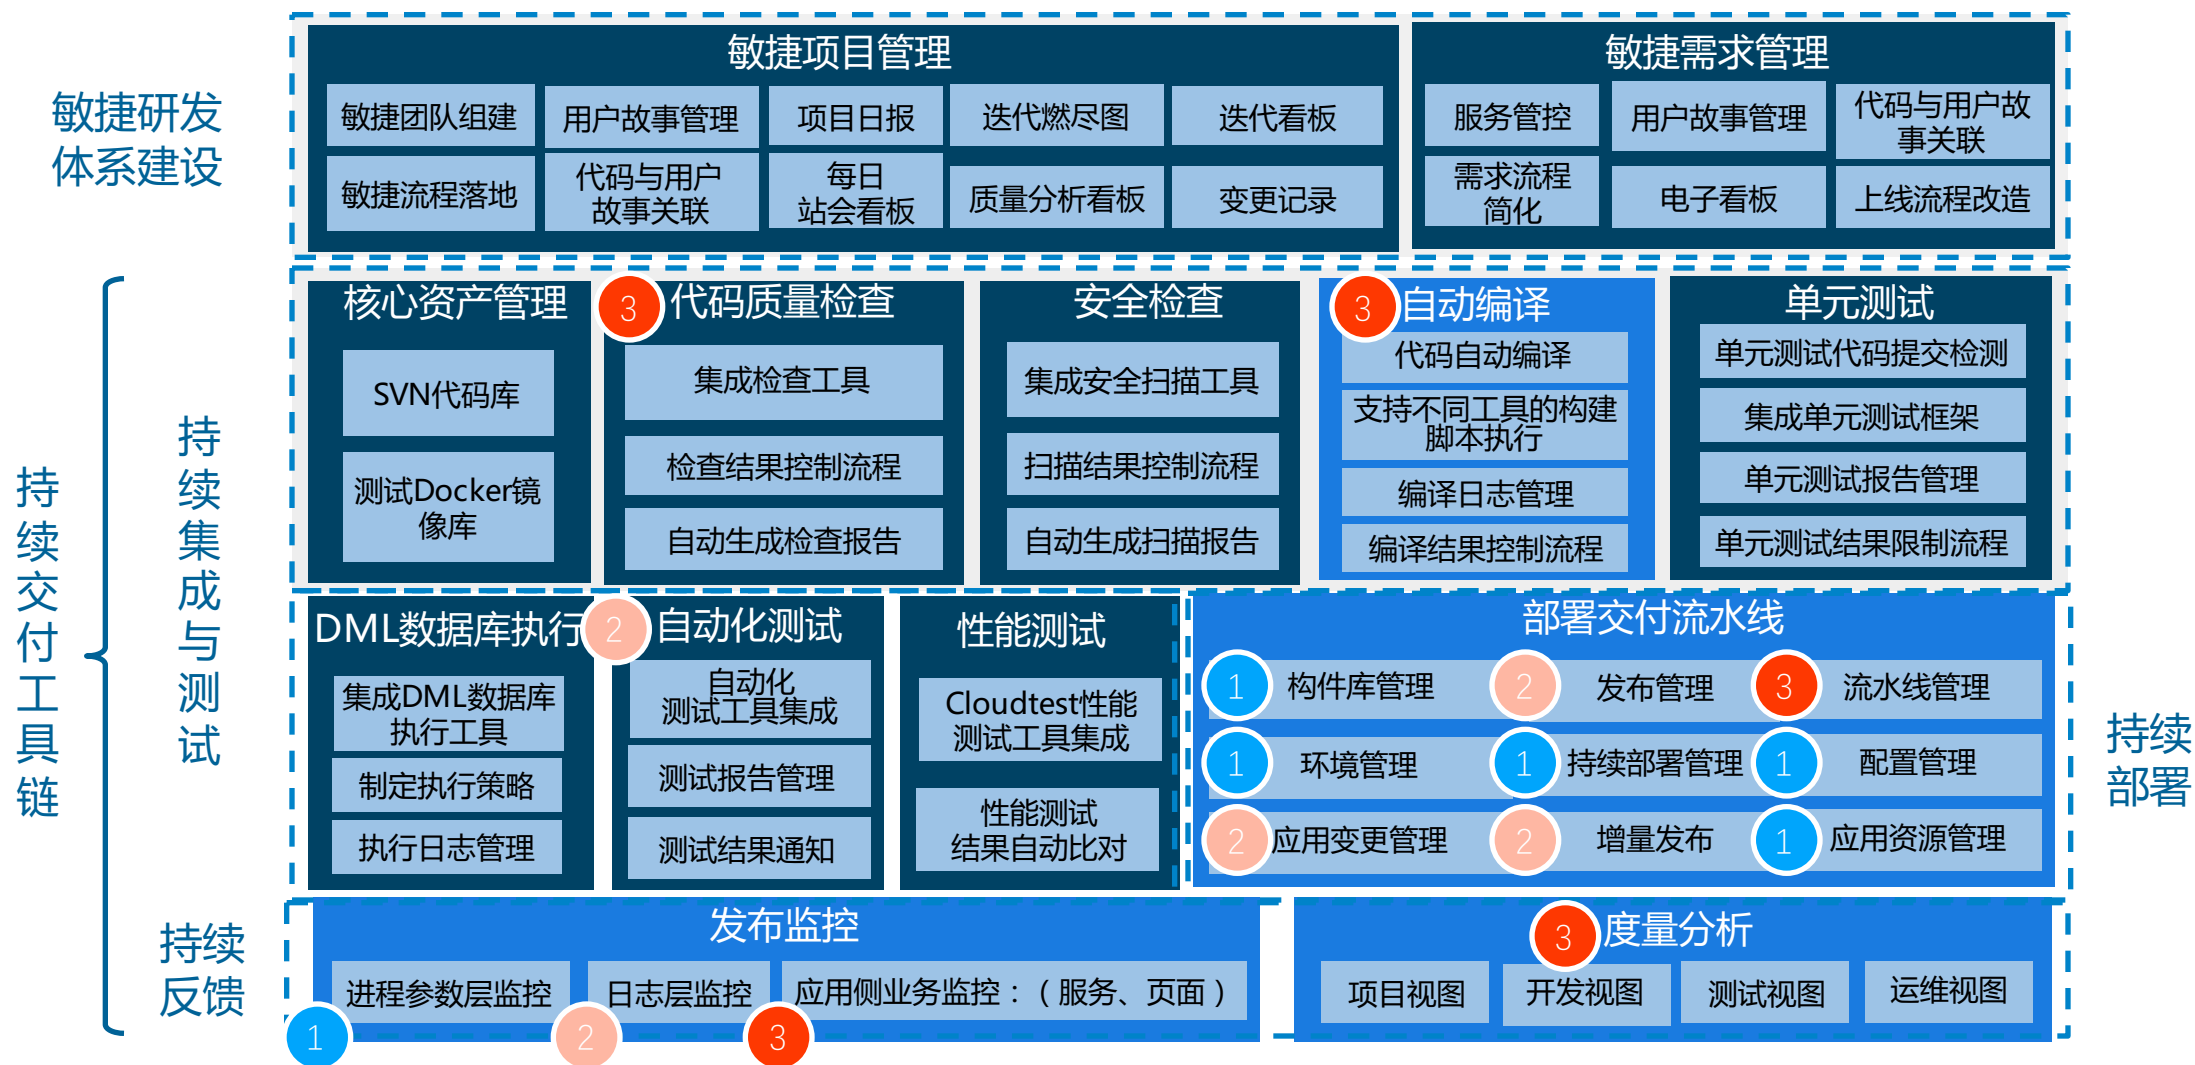 敏捷研发
体系建设
敏捷项目管理
敏捷团队组建
用户故事管理
项目日报
迭代燃尽图
迭代看板
敏捷流程落地
代码与用户
故事关联
每日
站会看板
质量分析看板
变更记录
敏捷需求管理
服务管控
用户故事管理
代码与用户故
事关联
需求流程
简化
电子看板
上线流程改造
持续交付工具链
持续集成与测试
核心资产管理
SVN代码库
测试Docker镜
像库
3
代码质量检查
集成检查工具
检查结果控制流程
自动生成检查报告
安全检查
集成安全扫描工具
扫描结果控制流程
自动生成扫描报告
3
自动编译
代码自动编译
支持不同工具的构建
脚本执行
编译日志管理
编译结果控制流程
单元测试
单元测试代码提交检测
集成单元测试框架
单元测试报告管理
单元测试结果限制流程
DML数据库执行
集成DML数据库
执行工具
制定执行策略
执行日志管理
2
自动化测试
自动化
测试工具集成
测试报告管理
测试结果通知
性能测试
Cloudtest性能
测试工具集成
性能测试
结果自动比对
部署交付流水线
1 构件库管理
2 发布管理
3 流水线管理
1 环境管理
1 持续部署管理
1 配置管理
2 应用变更管理
2 增量发布
1 应用资源管理
持续
部署
持续
反馈
发布监控
进程参数层监控
日志层监控
应用侧业务监控：（服务、页面）
1
2
3
3
度量分析
项目视图
开发视图
测试视图
运维视图